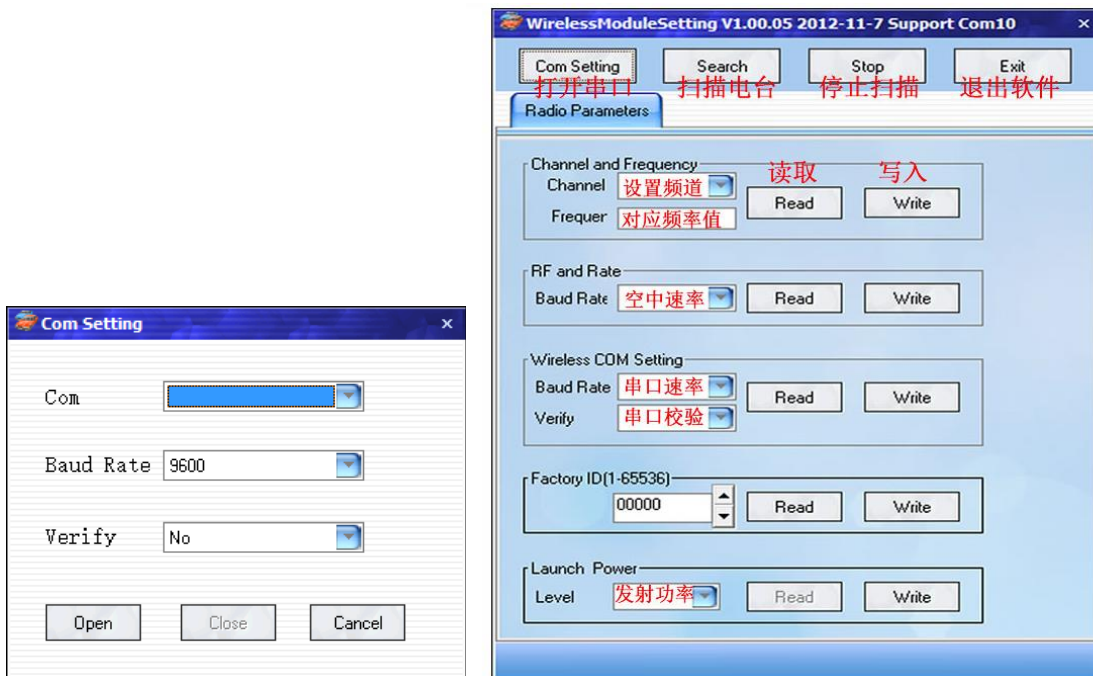 Com Setting
Com
Baud Rate 9600
Verify No
Open Close Cancel
WirelessModuleSetting V1.00.05 2012-11-7 Support Com10
Com Setting Search Stop Exit
打开串口 扫描电台 停止扫描 退出软件
Radio Parameters
Channel and Frequency
读取 写入
Channel 设置频道
Read Write
Frequer 对应频率值
RF and Rate
Baud Rate 空中速率 Read Write
Wireless COM Setting
Baud Rate 串口速率
Read Write
Verify 串口校验
Factory ID(1-65536)
00000 Read Write
Launch Power
Level 发射功率 Read Write